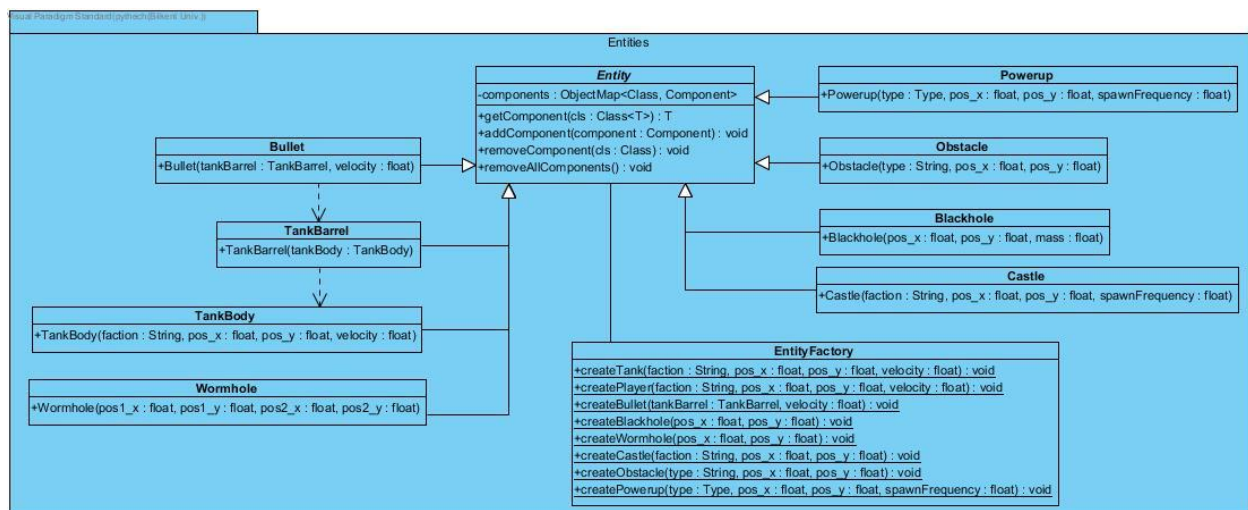 Visual Paradigm Standard(pythech(Bilkent Univ.))
Entities
Entity
-components : ObjectMap<Class, Component>
+getComponent(cls : Class<T>) : T
+addComponent(component : Component) : void
+removeComponent(cls : Class) : void
+removeAllComponents() : void
Powerup
+Powerup(type : Type, pos_x : float, pos_y : float, spawnFrequency : float)
Bullet
+Bullet(tankBarrel : TankBarrel, velocity : float)
Obstacle
+Obstacle(type : String, pos_x : float, pos_y : float)
TankBarrel
+TankBarrel(tankBody : TankBody)
Blackhole
+Blackhole(pos_x : float, pos_y : float, mass : float)
Castle
+Castle(faction : String, pos_x : float, pos_y : float, spawnFrequency : float)
TankBody
+TankBody(faction : String, pos_x : float, pos_y : float, velocity : float)
Wormhole
+Wormhole(pos1_x : float, pos1_y : float, pos2_x : float, pos2_y : float)
EntityFactory
+createTank(faction : String, pos_x : float, pos_y : float, velocity : float) : void
+createPlayer(faction : String, pos_x : float, pos_y : float, velocity : float) : void
+createBullet(tankBarrel : TankBarrel, velocity : float) : void
+createBlackhole(pos_x : float, pos_y : float) : void
+createWormhole(pos_x : float, pos_y : float) : void
+createCastle(faction : String, pos_x : float, pos_y : float) : void
+createObstacle(type : String, pos_x : float, pos_y : float) : void
+createPowerup(type : Type, pos_x : float, pos_y : float, spawnFrequency : float) : void